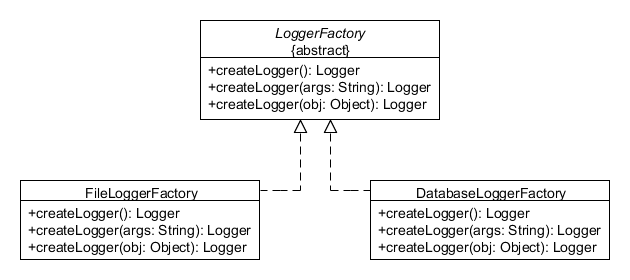 LoggerFactory
{abstract}
+createLogger(): Logger
+createLogger(args: String): Logger
+createLogger(obj: Object): Logger
FileLoggerFactory
+createLogger(): Logger
+createLogger(args: String): Logger
+createLogger(obj: Object): Logger
DatabaseLoggerFactory
+createLogger(): Logger
+createLogger(args: String): Logger
+createLogger(obj: Object): Logger